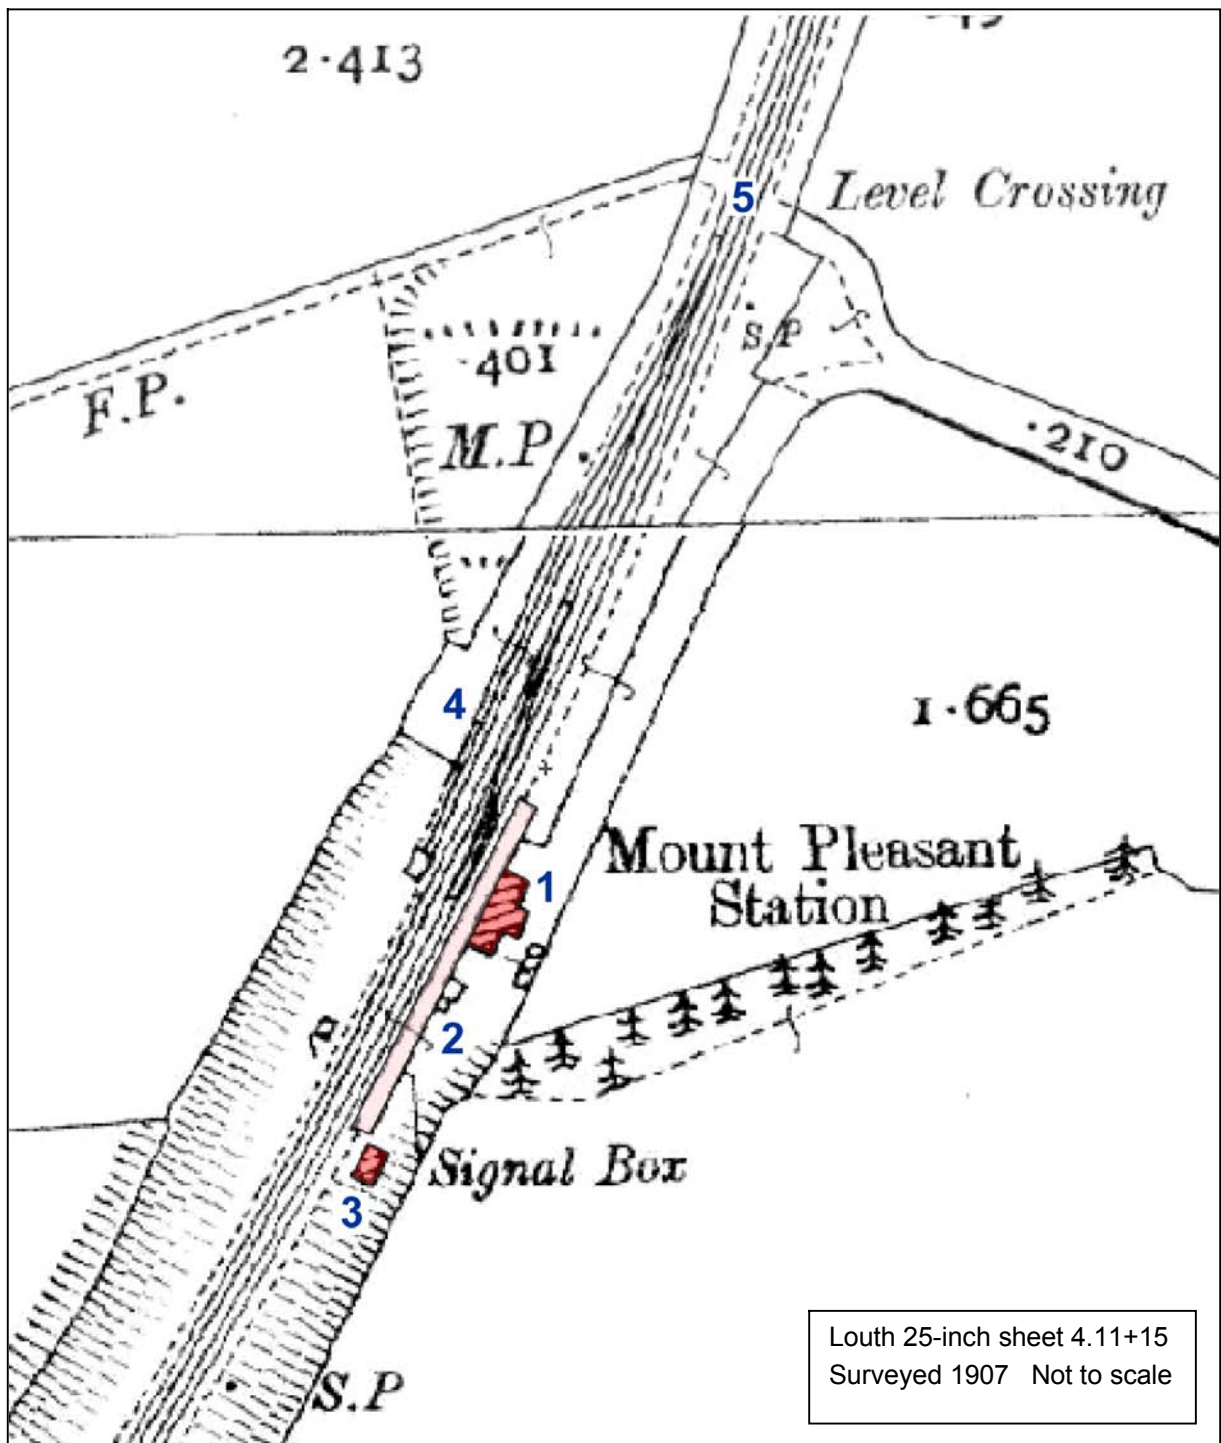 2·413
5
Level Crossing
S.P
·401
F.P.
M.P
·210
4
1·665
Mount Pleasant
Station
1
2
Signal Box
3
S.P
Louth 25-inch sheet 4.11+15
Surveyed 1907 Not to scale